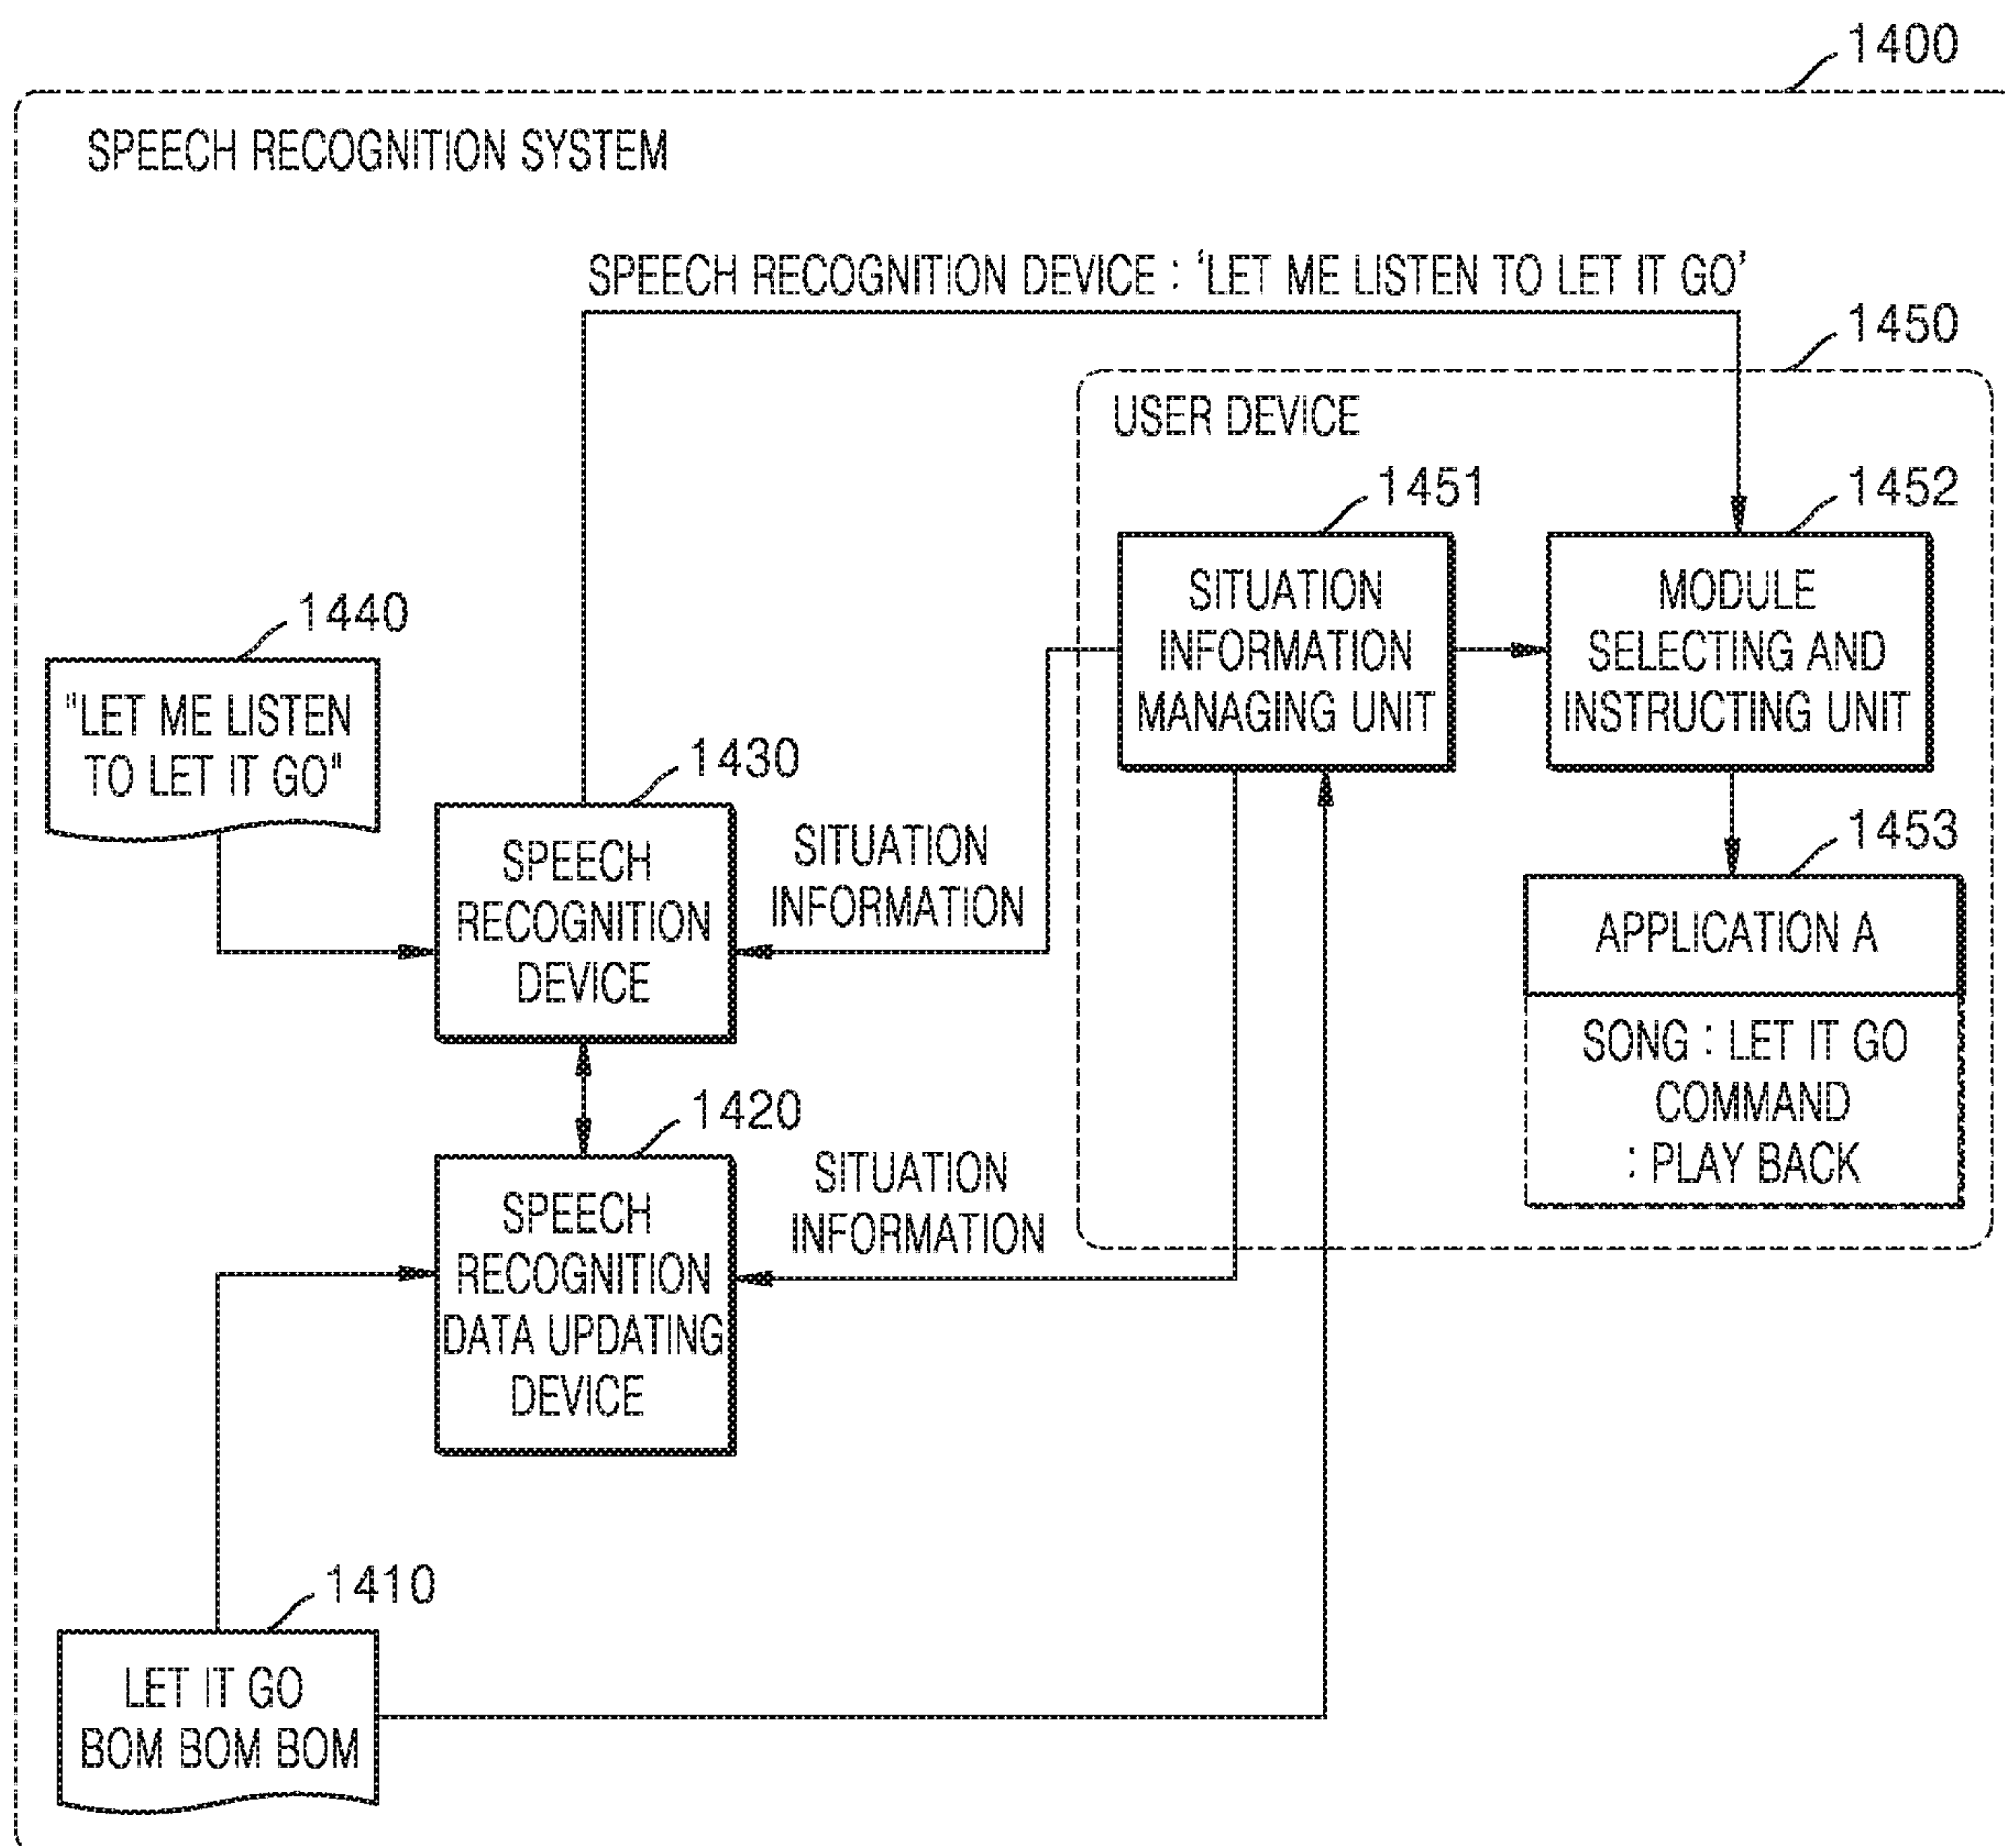 1400
SPEECH RECOGNITION SYSTEM
SPEECH RECOGNITION DEVICE : ‘LET ME LISTEN TO LET IT GO’
1450
USER DEVICE
1451
1452
SITUATION
INFORMATION
MANAGING UNIT
MODULE
SELECTING AND
INSTRUCTING UNIT
1440
"LET ME LISTEN
TO LET IT GO"
1430
SPEECH
RECOGNITION
DEVICE
SITUATION
INFORMATION
1453
APPLICATION A
SONG : LET IT GO
COMMAND
: PLAY BACK
1420
SPEECH
RECOGNITION
DATA UPDATING
DEVICE
SITUATION
INFORMATION
1410
LET IT GO
BOM BOM BOM